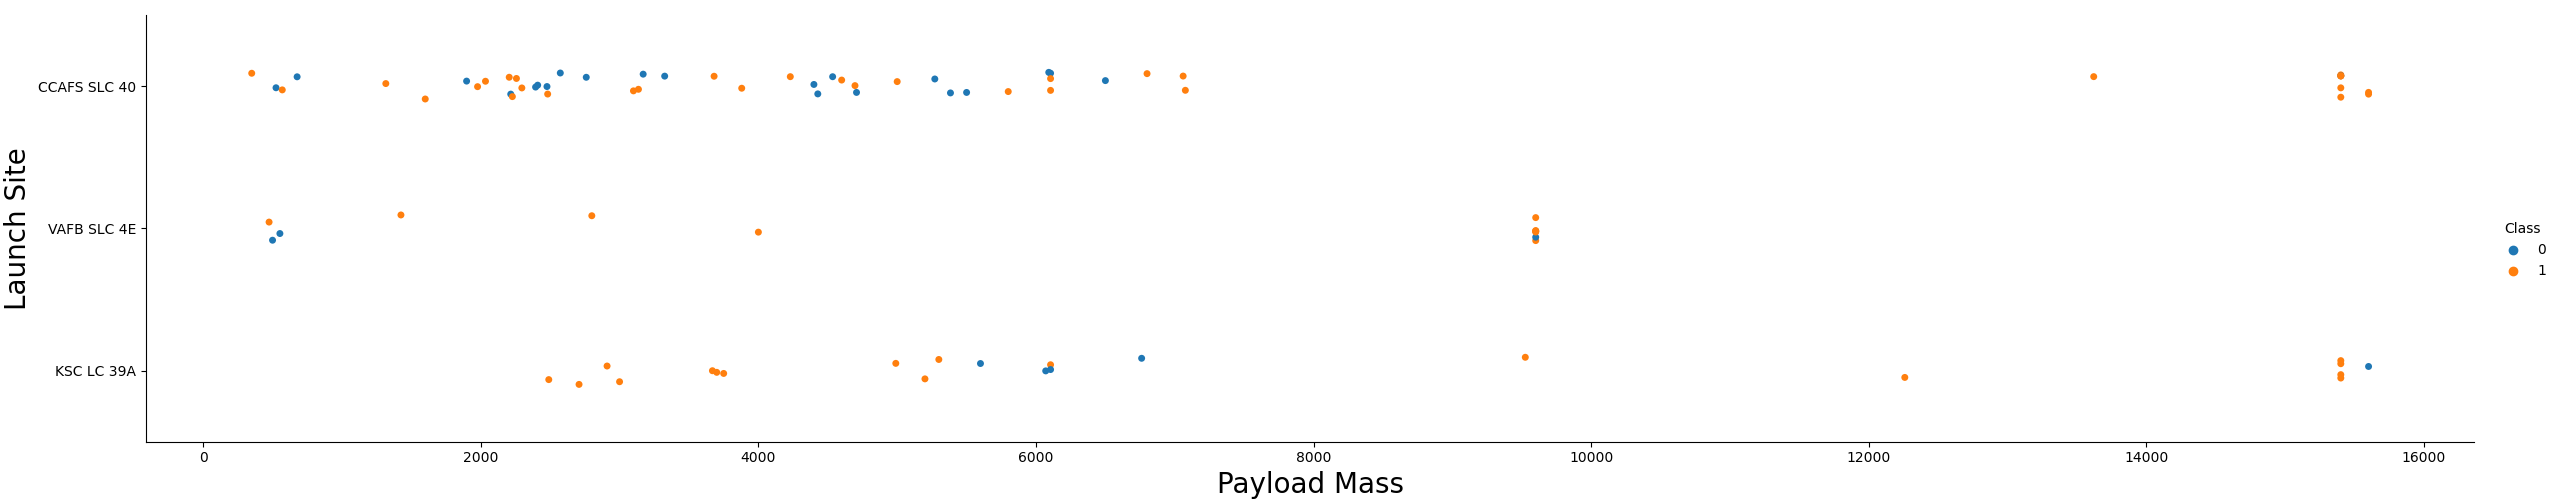 CCAFS SLC 40
VAFB SLC 4E
KSC LC 39A
Launch Site
0 2000 4000 6000 8000 10000 12000 14000 16000
Payload Mass
Class
0
1